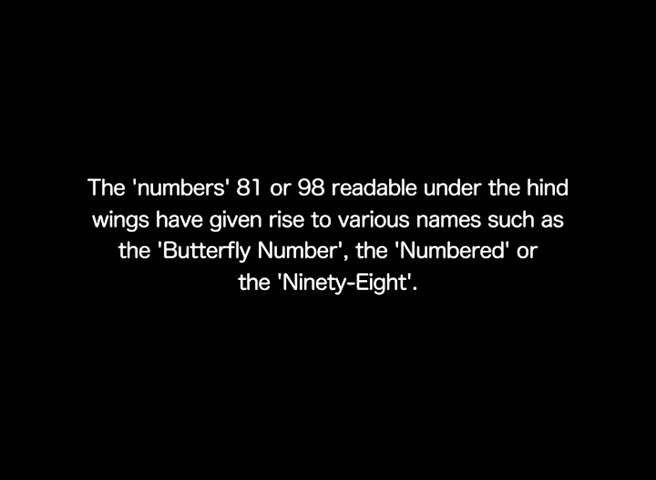 The 'numbers' 81 or 98 readable under the hind
wings have given rise to various names such as
the 'Butterfly Number', the 'Numbered' or
the 'Ninety-Eight'.